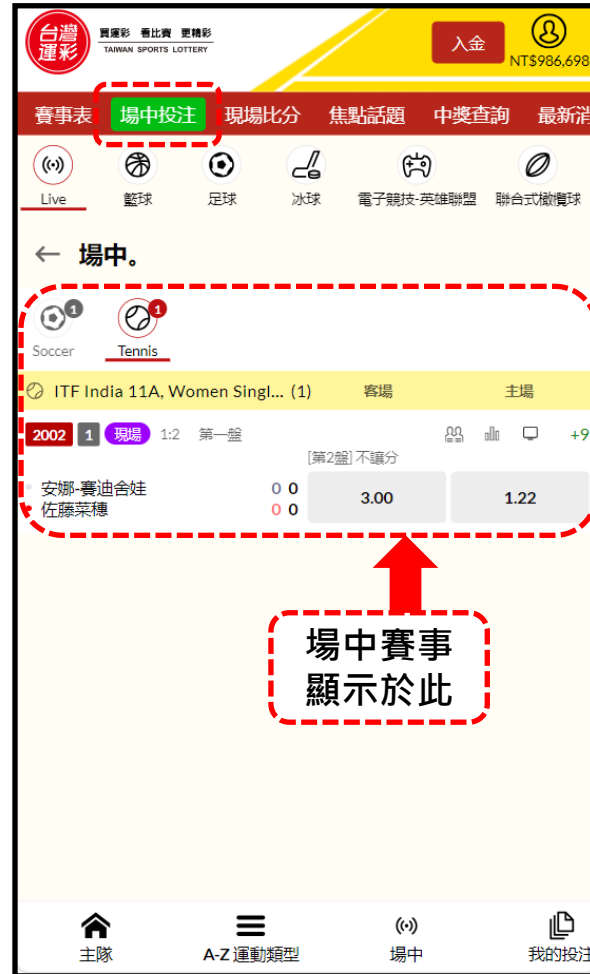 台灣
運彩
買運彩 看比賽 更精彩
TAIWAN SPORTS LOTTERY
入金
NT$986,698
賽事表 場中投注 現場比分 焦點話題 中獎查詢 最新消
Live 籃球 足球 冰球 電子競技-英雄聯盟 聯合式橄欖球
← 場中。
1 1
Soccer Tennis
ITF India 11A, Women Singl... (1) 客場 主場
2002 1 現場 1:2 第一盤 +9
[第2盤] 不讓分
安娜-賽迪舍娃 0 0 3.00 1.22
佐藤菜穗 0 0
場中賽事
顯示於此
主隊 A-Z 運動類型 場中 我的投注